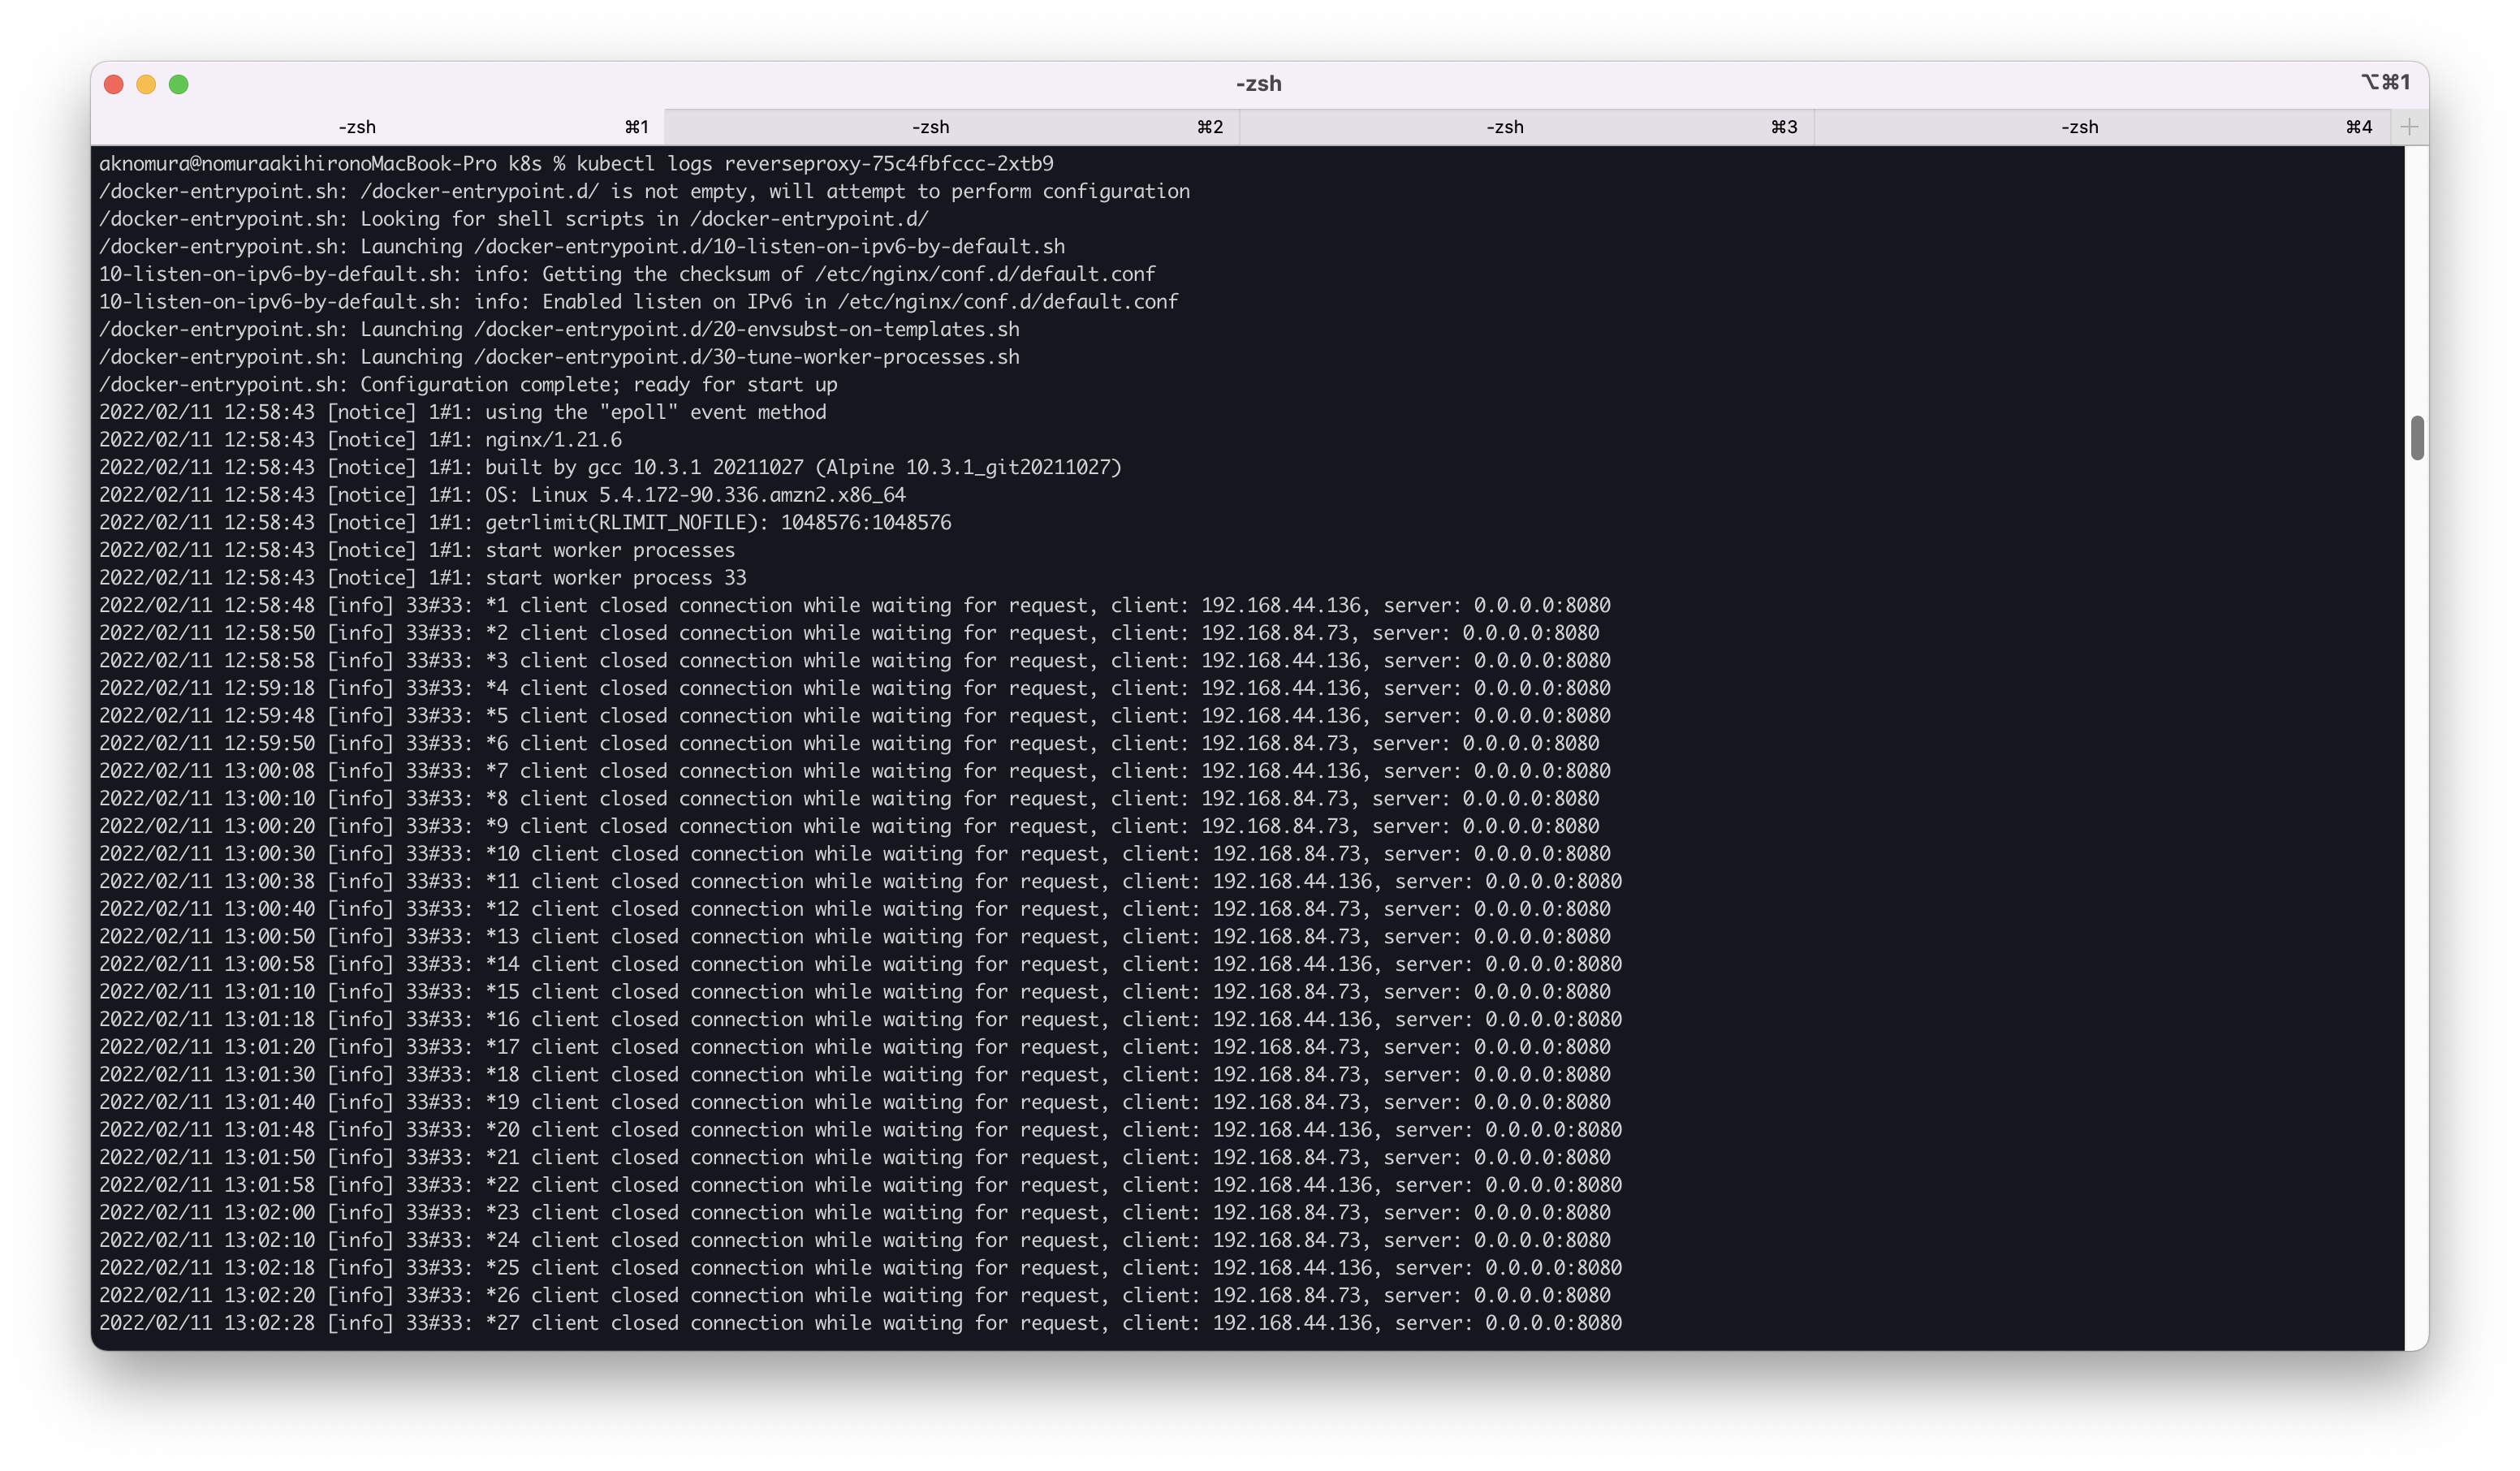 -zsh ⌥⌘1
-zsh ⌘1 -zsh ⌘2 -zsh ⌘3 -zsh ⌘4 +
aknomura@nomuraakihironoMacBook-Pro k8s % kubectl logs reverseproxy-75c4fbfccc-2xtb9
/docker-entrypoint.sh: /docker-entrypoint.d/ is not empty, will attempt to perform configuration
/docker-entrypoint.sh: Looking for shell scripts in /docker-entrypoint.d/
/docker-entrypoint.sh: Launching /docker-entrypoint.d/10-listen-on-ipv6-by-default.sh
10-listen-on-ipv6-by-default.sh: info: Getting the checksum of /etc/nginx/conf.d/default.conf
10-listen-on-ipv6-by-default.sh: info: Enabled listen on IPv6 in /etc/nginx/conf.d/default.conf
/docker-entrypoint.sh: Launching /docker-entrypoint.d/20-envsubst-on-templates.sh
/docker-entrypoint.sh: Launching /docker-entrypoint.d/30-tune-worker-processes.sh
/docker-entrypoint.sh: Configuration complete; ready for start up
2022/02/11 12:58:43 [notice] 1#1: using the "epoll" event method
2022/02/11 12:58:43 [notice] 1#1: nginx/1.21.6
2022/02/11 12:58:43 [notice] 1#1: built by gcc 10.3.1 20211027 (Alpine 10.3.1_git20211027)
2022/02/11 12:58:43 [notice] 1#1: OS: Linux 5.4.172-90.336.amzn2.x86_64
2022/02/11 12:58:43 [notice] 1#1: getrlimit(RLIMIT_NOFILE): 1048576:1048576
2022/02/11 12:58:43 [notice] 1#1: start worker processes
2022/02/11 12:58:43 [notice] 1#1: start worker process 33
2022/02/11 12:58:48 [info] 33#33: *1 client closed connection while waiting for request, client: 192.168.44.136, server: 0.0.0.0:8080
2022/02/11 12:58:50 [info] 33#33: *2 client closed connection while waiting for request, client: 192.168.84.73, server: 0.0.0.0:8080
2022/02/11 12:58:58 [info] 33#33: *3 client closed connection while waiting for request, client: 192.168.44.136, server: 0.0.0.0:8080
2022/02/11 12:59:18 [info] 33#33: *4 client closed connection while waiting for request, client: 192.168.44.136, server: 0.0.0.0:8080
2022/02/11 12:59:48 [info] 33#33: *5 client closed connection while waiting for request, client: 192.168.44.136, server: 0.0.0.0:8080
2022/02/11 12:59:50 [info] 33#33: *6 client closed connection while waiting for request, client: 192.168.84.73, server: 0.0.0.0:8080
2022/02/11 13:00:08 [info] 33#33: *7 client closed connection while waiting for request, client: 192.168.44.136, server: 0.0.0.0:8080
2022/02/11 13:00:10 [info] 33#33: *8 client closed connection while waiting for request, client: 192.168.84.73, server: 0.0.0.0:8080
2022/02/11 13:00:20 [info] 33#33: *9 client closed connection while waiting for request, client: 192.168.84.73, server: 0.0.0.0:8080
2022/02/11 13:00:30 [info] 33#33: *10 client closed connection while waiting for request, client: 192.168.84.73, server: 0.0.0.0:8080
2022/02/11 13:00:38 [info] 33#33: *11 client closed connection while waiting for request, client: 192.168.44.136, server: 0.0.0.0:8080
2022/02/11 13:00:40 [info] 33#33: *12 client closed connection while waiting for request, client: 192.168.84.73, server: 0.0.0.0:8080
2022/02/11 13:00:50 [info] 33#33: *13 client closed connection while waiting for request, client: 192.168.84.73, server: 0.0.0.0:8080
2022/02/11 13:00:58 [info] 33#33: *14 client closed connection while waiting for request, client: 192.168.44.136, server: 0.0.0.0:8080
2022/02/11 13:01:10 [info] 33#33: *15 client closed connection while waiting for request, client: 192.168.84.73, server: 0.0.0.0:8080
2022/02/11 13:01:18 [info] 33#33: *16 client closed connection while waiting for request, client: 192.168.44.136, server: 0.0.0.0:8080
2022/02/11 13:01:20 [info] 33#33: *17 client closed connection while waiting for request, client: 192.168.84.73, server: 0.0.0.0:8080
2022/02/11 13:01:30 [info] 33#33: *18 client closed connection while waiting for request, client: 192.168.84.73, server: 0.0.0.0:8080
2022/02/11 13:01:40 [info] 33#33: *19 client closed connection while waiting for request, client: 192.168.84.73, server: 0.0.0.0:8080
2022/02/11 13:01:48 [info] 33#33: *20 client closed connection while waiting for request, client: 192.168.44.136, server: 0.0.0.0:8080
2022/02/11 13:01:50 [info] 33#33: *21 client closed connection while waiting for request, client: 192.168.84.73, server: 0.0.0.0:8080
2022/02/11 13:01:58 [info] 33#33: *22 client closed connection while waiting for request, client: 192.168.44.136, server: 0.0.0.0:8080
2022/02/11 13:02:00 [info] 33#33: *23 client closed connection while waiting for request, client: 192.168.84.73, server: 0.0.0.0:8080
2022/02/11 13:02:10 [info] 33#33: *24 client closed connection while waiting for request, client: 192.168.84.73, server: 0.0.0.0:8080
2022/02/11 13:02:18 [info] 33#33: *25 client closed connection while waiting for request, client: 192.168.44.136, server: 0.0.0.0:8080
2022/02/11 13:02:20 [info] 33#33: *26 client closed connection while waiting for request, client: 192.168.84.73, server: 0.0.0.0:8080
2022/02/11 13:02:28 [info] 33#33: *27 client closed connection while waiting for request, client: 192.168.44.136, server: 0.0.0.0:8080